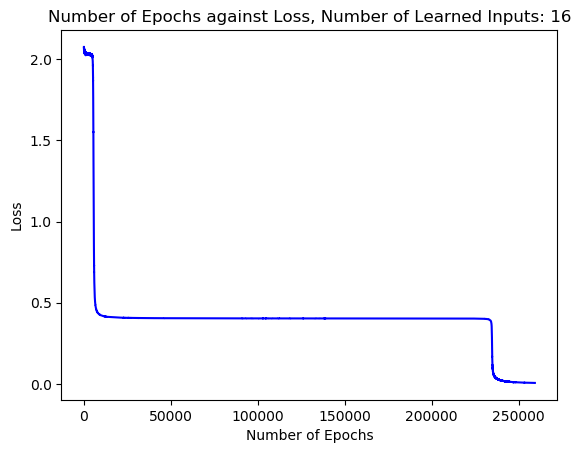 Number of Epochs against Loss, Number of Learned Inputs: 16
2.0
1.5
1.0
0.5
0.0
Loss
0 50000 100000 150000 200000 250000
Number of Epochs